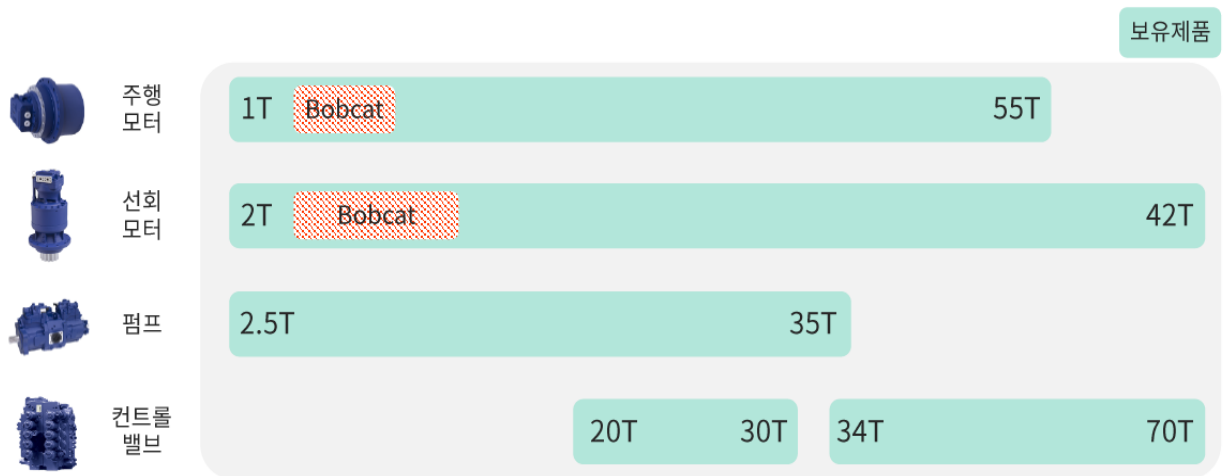 보유제품
주행
모터
1T Bobcat 55T
선회
모터
2T Bobcat 42T
펌프
2.5T 35T
컨트롤
밸브
20T 30T 34T 70T